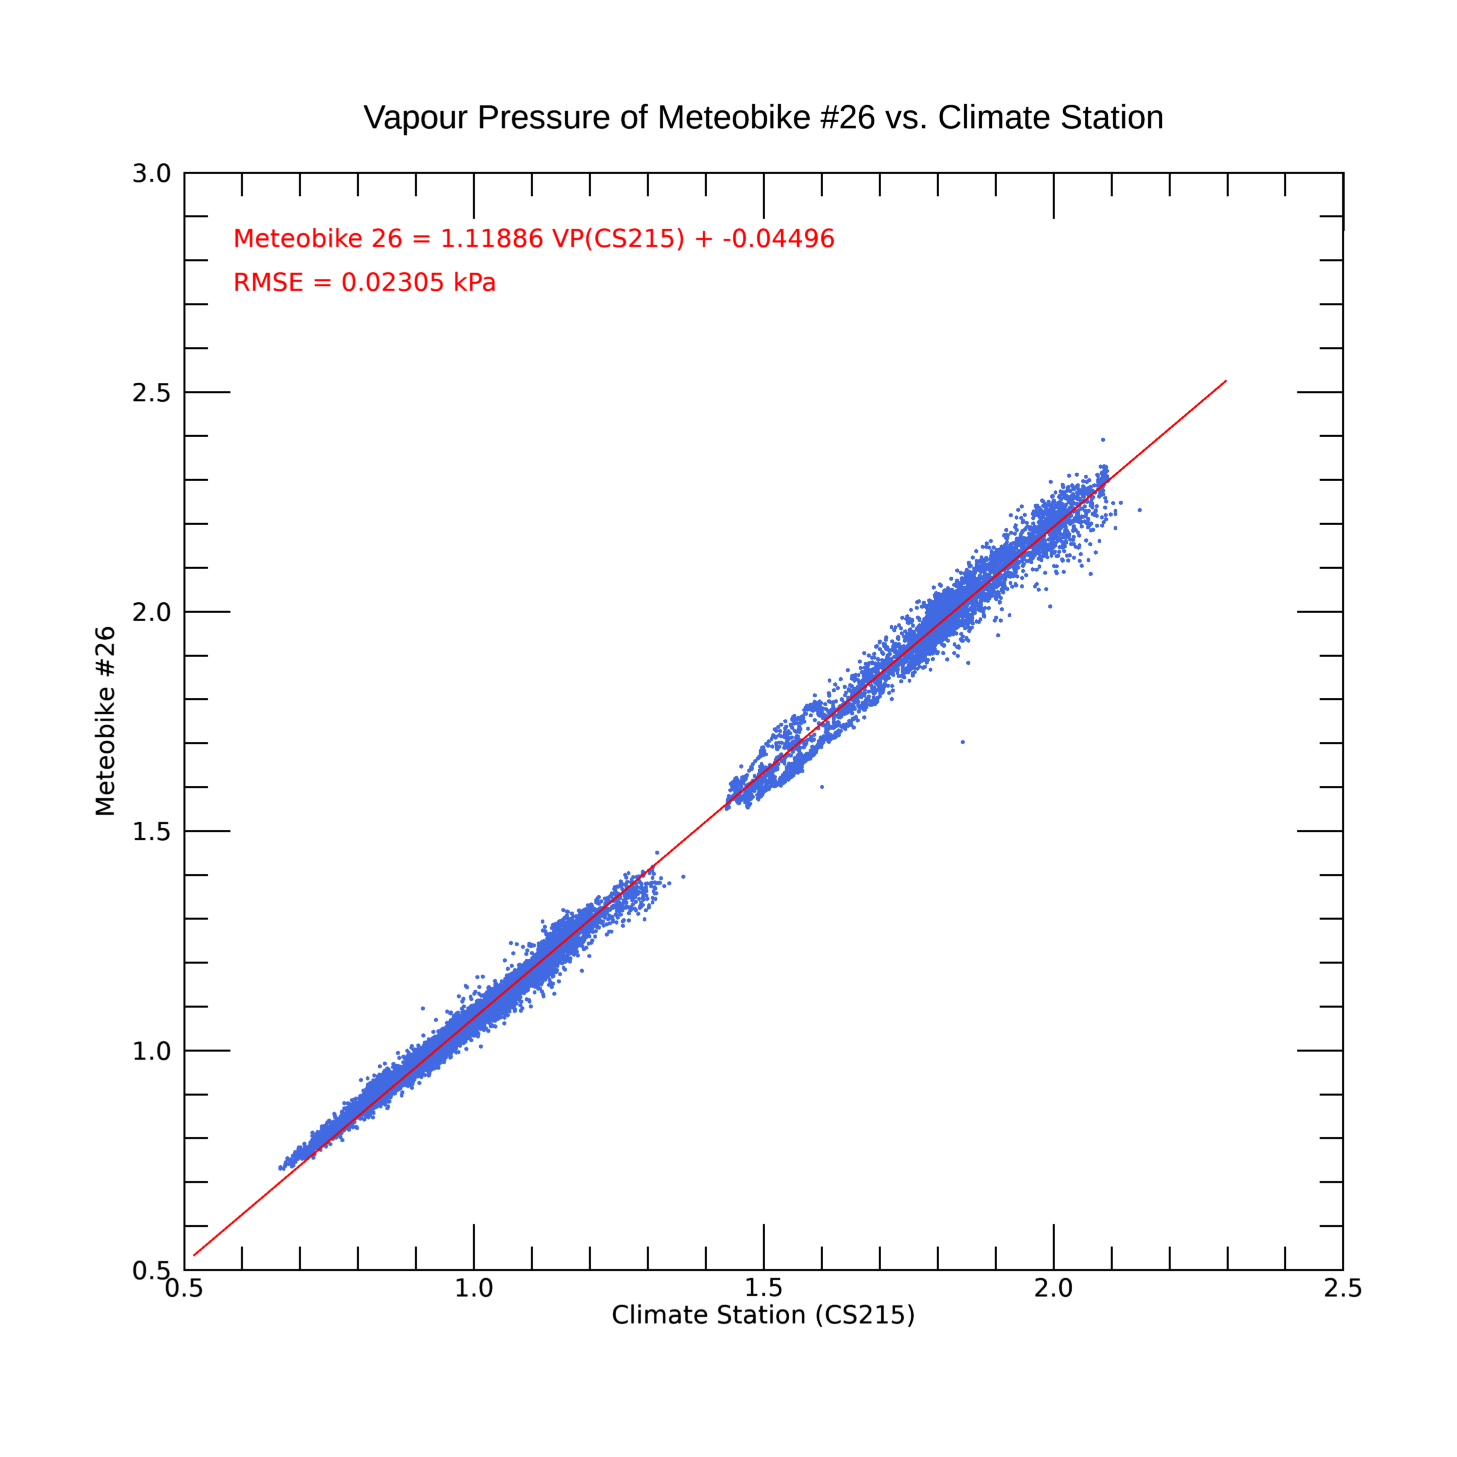 Vapour Pressure of Meteobike #26 vs. Climate Station
3.0
Meteobike 26 = 1.11886 VP(CS215) + -0.04496
RMSE = 0.02305 kPa
2.5
2.0
Meteobike #26
1.5
1.0
0.5
0.5 1.0 1.5 2.0 2.5
Climate Station (CS215)